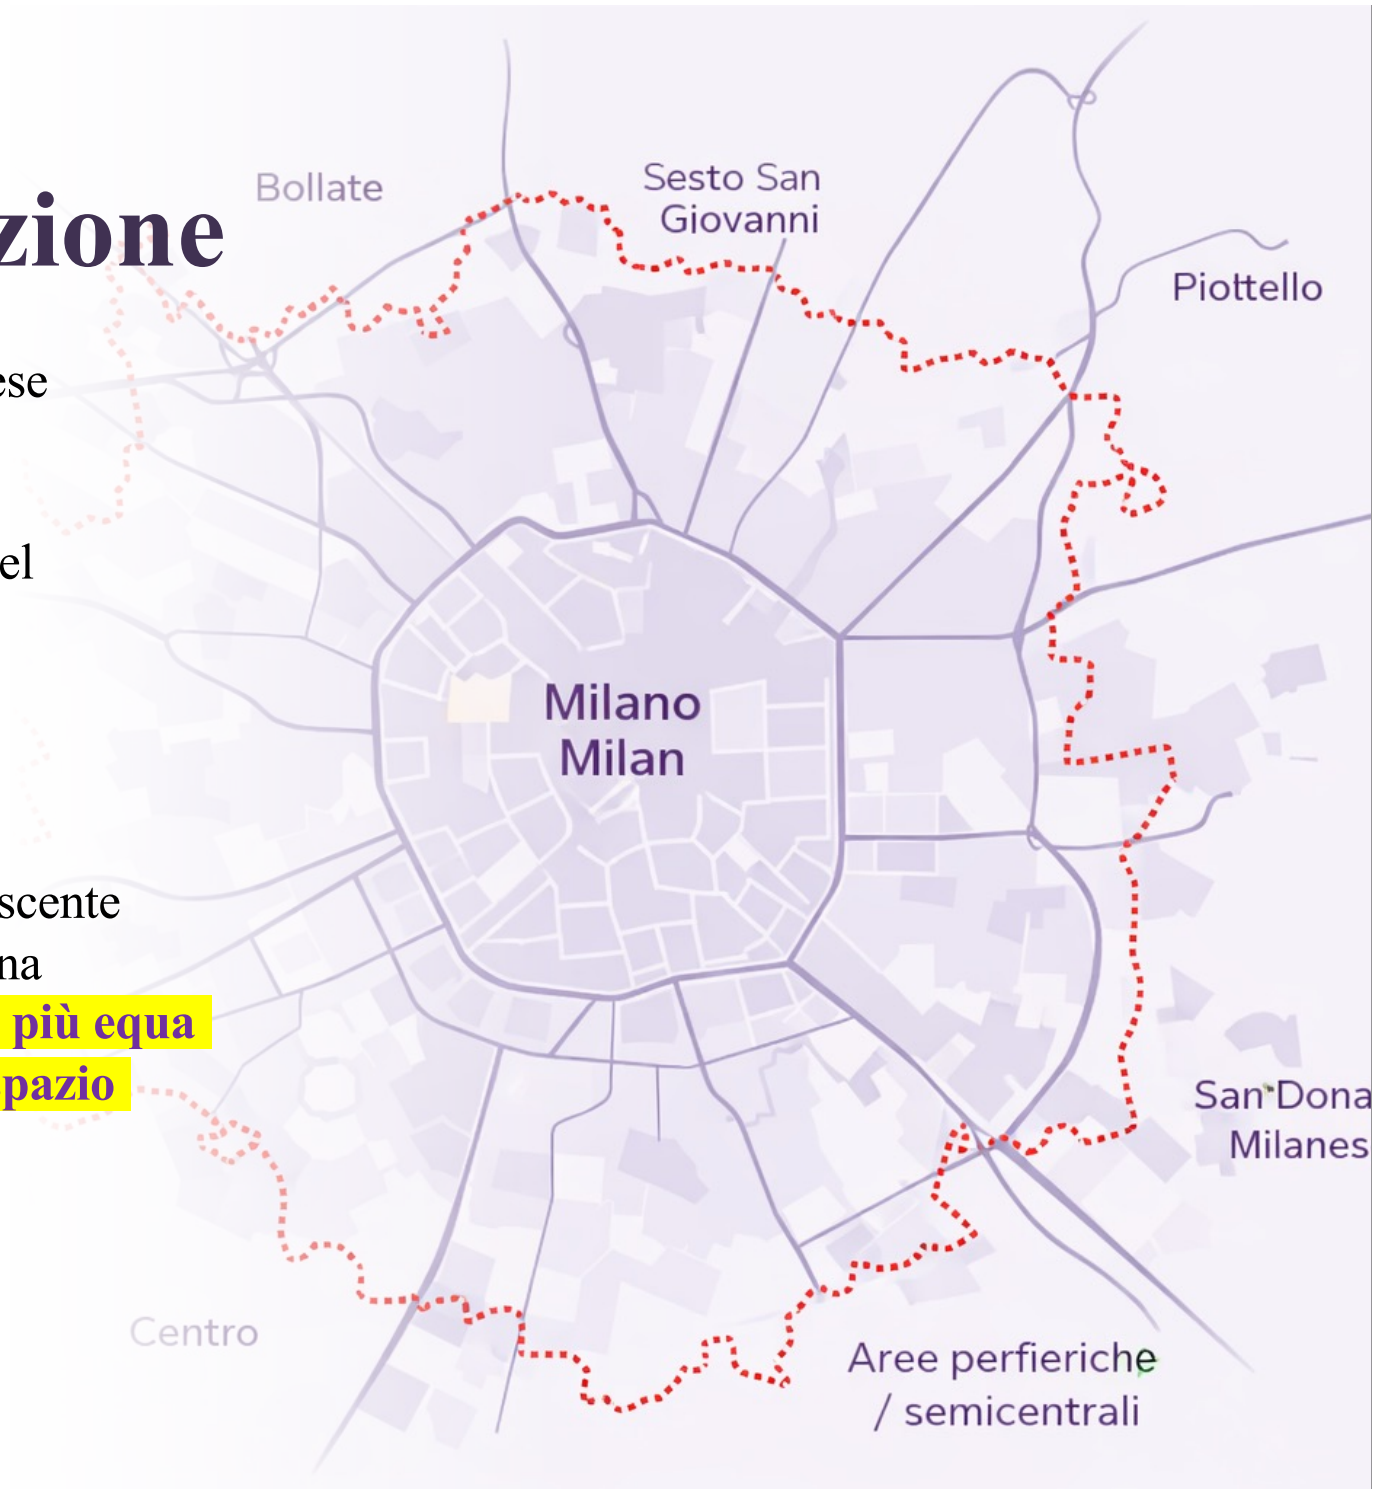 Bollate
Sesto San
Giovanni
zione
Piottello
ese
el
Milano
Milan
scente
na
più equa
spazio
San Dona
Milanes
Centro
Aree perfieriche
/ semicentrali